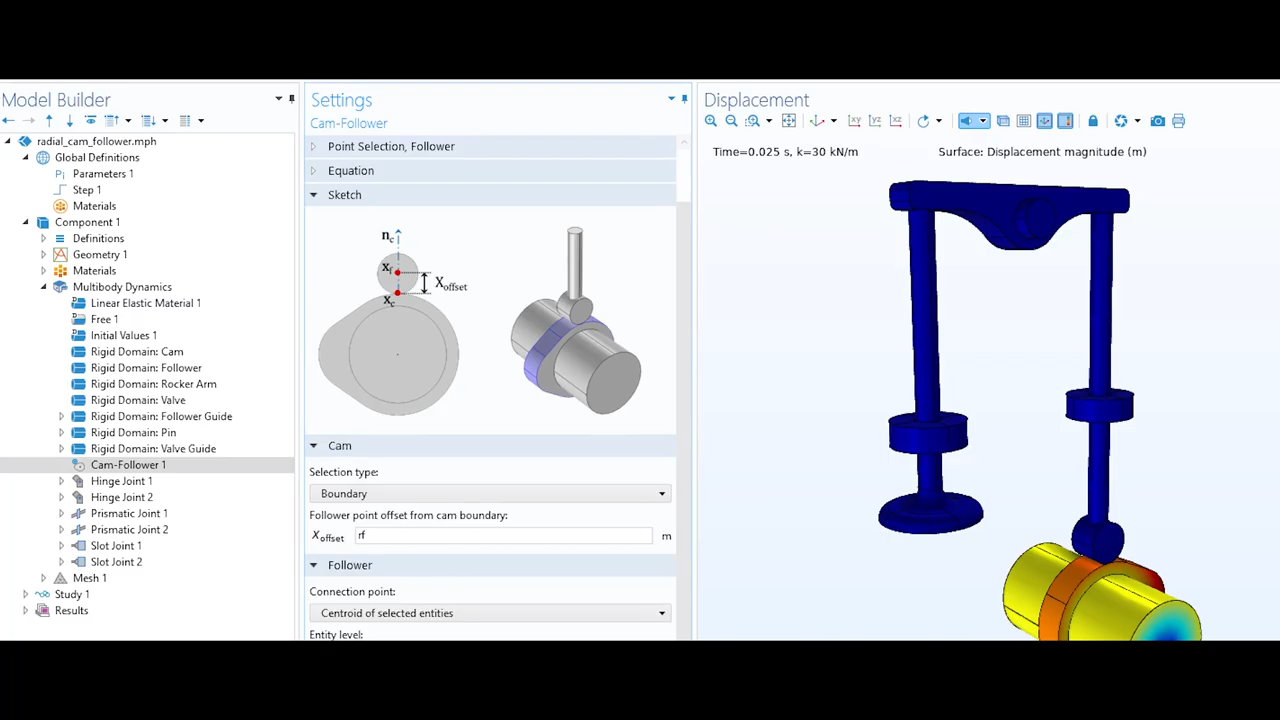 Model Builder
radial_cam_follower.mph
Global Definitions
Parameters 1
Step 1
Materials
Component 1
Definitions
Geometry 1
Materials
Multibody Dynamics
Linear Elastic Material 1
Free 1
Initial Values 1
Rigid Domain: Cam
Rigid Domain: Follower
Rigid Domain: Rocker Arm
Rigid Domain: Valve
Rigid Domain: Follower Guide
Rigid Domain: Pin
Rigid Domain: Valve Guide
Cam-Follower 1
Hinge Joint 1
Hinge Joint 2
Prismatic Joint 1
Prismatic Joint 2
Slot Joint 1
Slot Joint 2
Mesh 1
Study 1
Results
Settings
Cam-Follower
Point Selection, Follower
Equation
Sketch
nc
xf
Xoffset
xc
Cam
Selection type:
Boundary
Follower point offset from cam boundary:
Xoffset rf m
Follower
Connection point:
Centroid of selected entities
Entity level:
Displacement
xy yz xz
Time=0.025 s, k=30 kN/m Surface: Displacement magnitude (m)